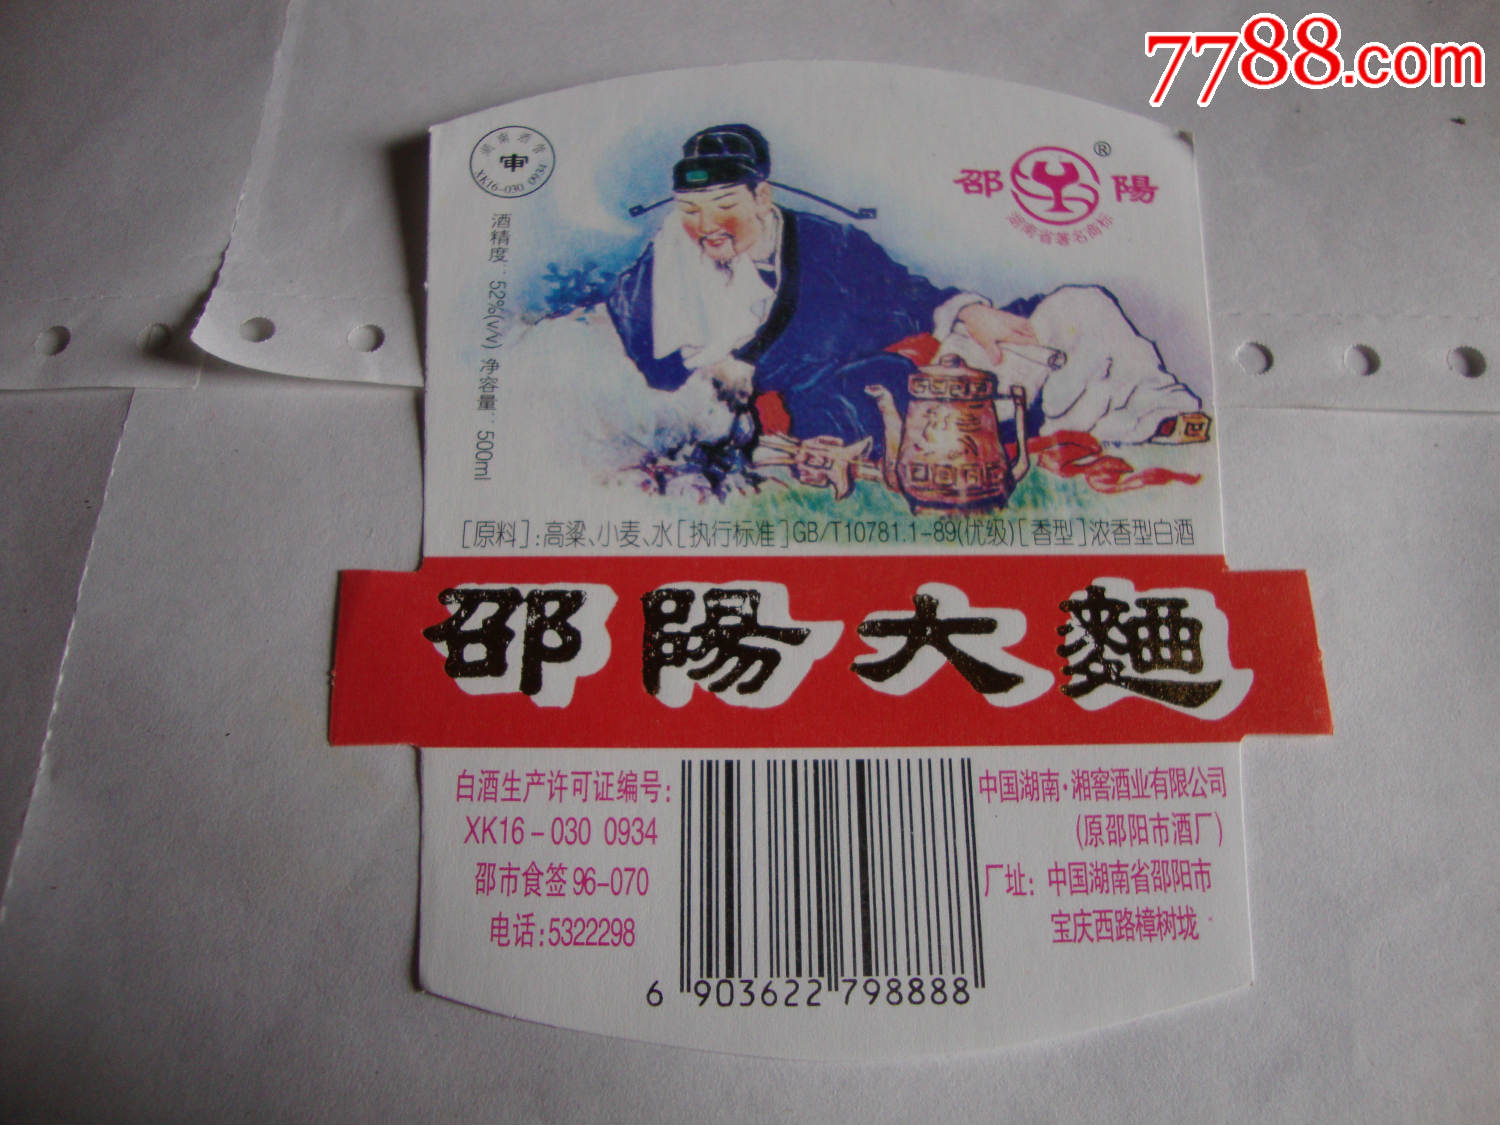 7788.com
湖南酒管
审
XK16-030 0934
邵 陽 ®
湖南省著名商标
酒精度: 52%(v/v) 净容量: 500ml
[原料]:高粱、小麦、水[执行标准]GB/T10781.1-89(优级)[香型]浓香型白酒
邵陽大麯
白酒生产许可证编号:
XK16-030 0934
邵市食签96-070
电话:5322298
6 903622 798888
中国湖南·湘窖酒业有限公司
(原邵阳市酒厂)
厂址: 中国湖南省邵阳市
宝庆西路樟树垅